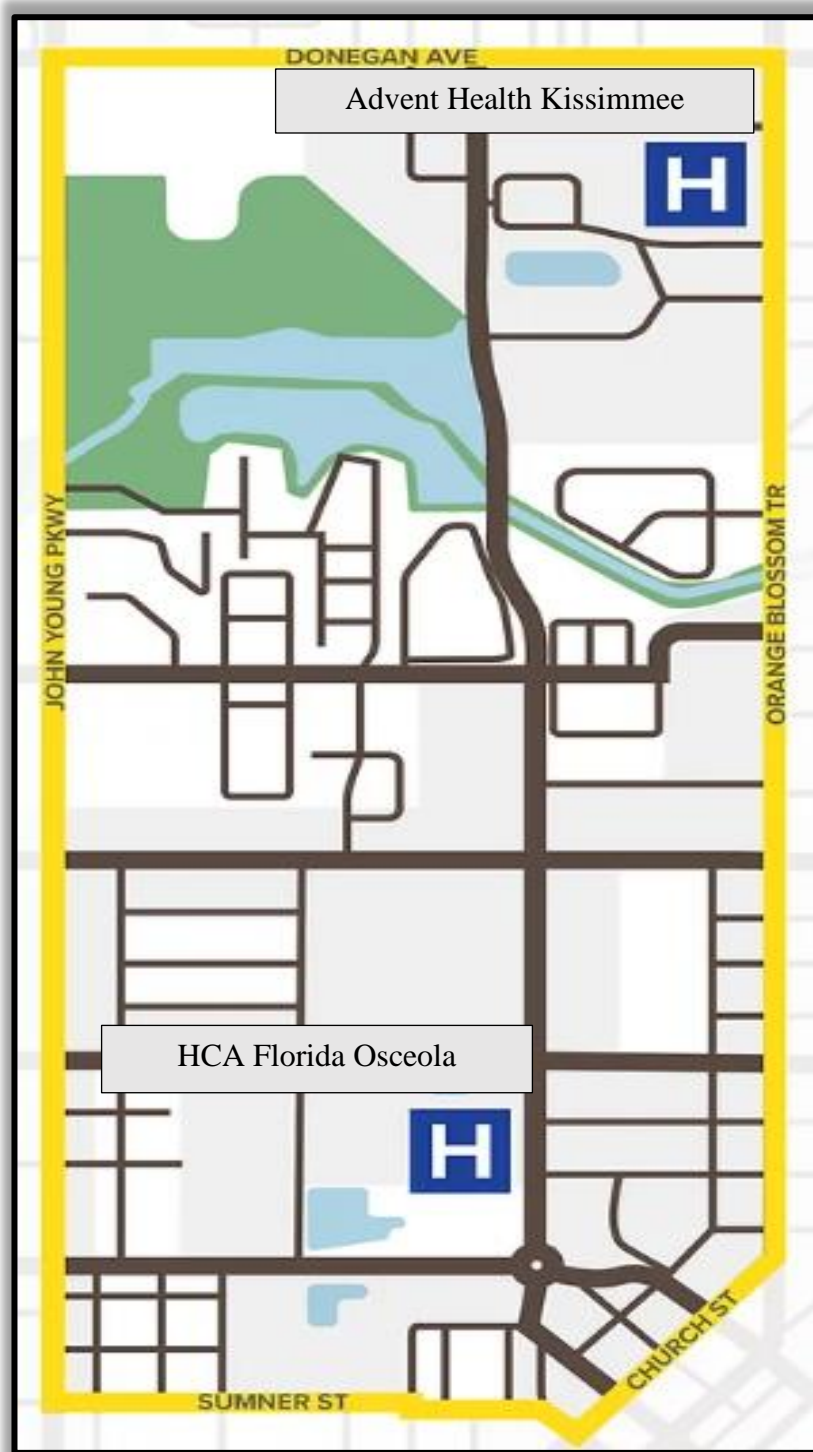 DONEGAN AVE
Advent Health Kissimmee
H
JOHN YOUNG PKWY
ORANGE BLOSSOM TR
HCA Florida Osceola
H
CHURCH ST
SUMNER ST